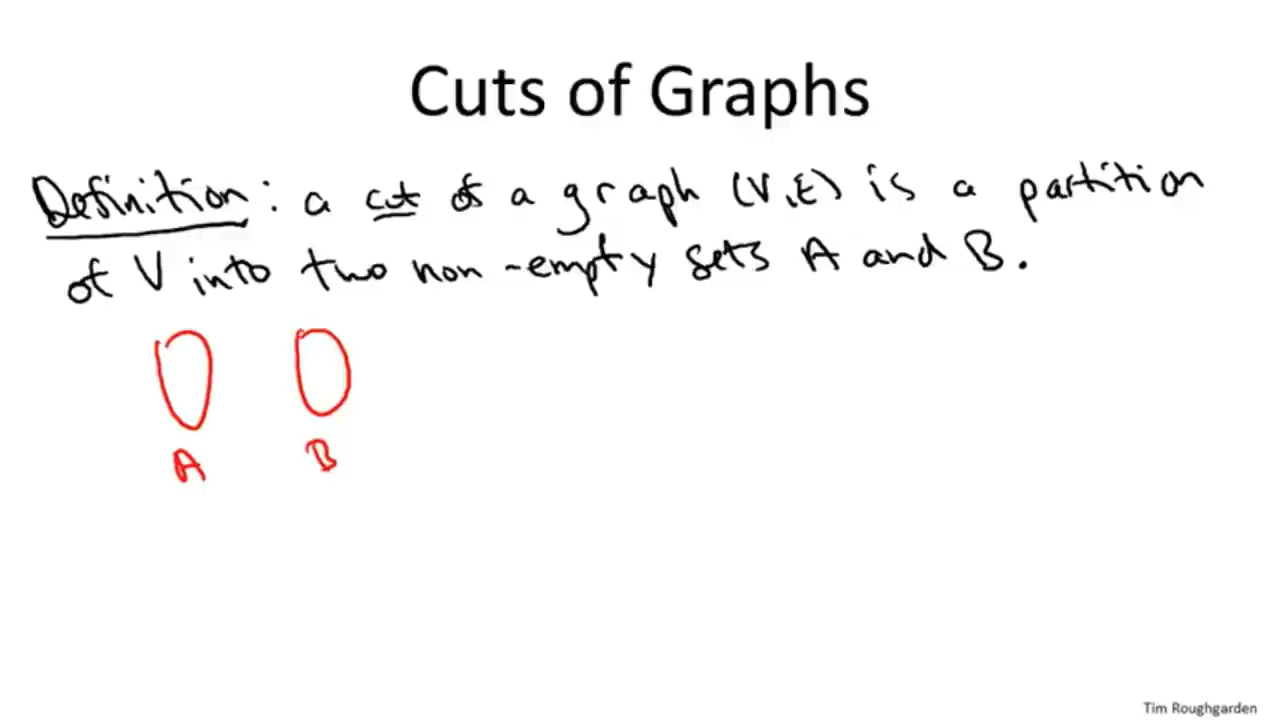 Cuts of Graphs
Definition: a cut of a graph (V,E) is a partition
of V into two non-empty sets A and B.
A B
Tim Roughgarden